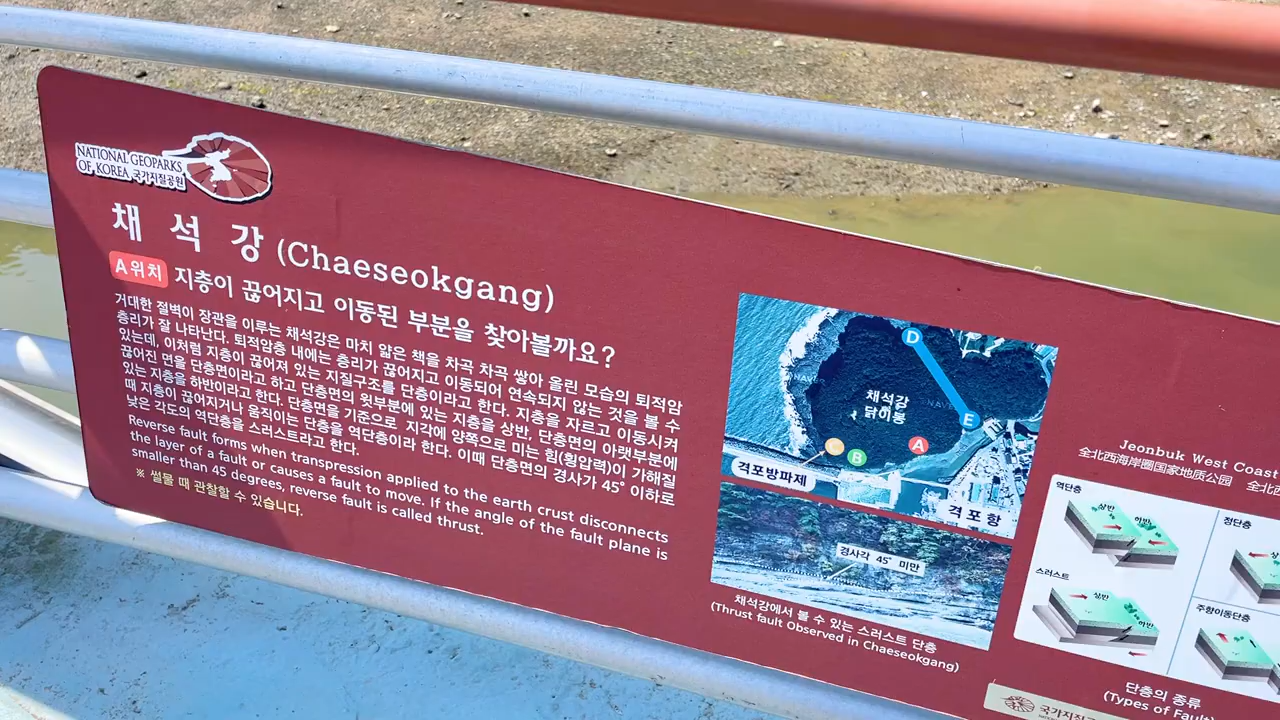 NATIONAL GEOPARKS
OF KOREA 국가지질공원
채 석 강 (Chaeseokgang)
A위치 지층이 끊어지고 이동된 부분을 찾아볼까요?
거대한 절벽이 장관을 이루는 채석강은 마치 얇은 책을 차곡 차곡 쌓아 올린 모습의 퇴적암
층리가 잘 나타난다. 퇴적암층 내에는 층리가 끊어지고 이동되어 연속되지 않는 것을 볼 수
있는데, 이처럼 지층이 끊어져 있는 지질구조를 단층이라고 한다. 지층을 자르고 이동시켜
끊어진 면을 단층면이라고 하고 단층면의 윗부분에 있는 지층을 상반, 단층면의 아랫부분에
있는 지층을 하반이라고 한다. 단층면을 기준으로 지각에 양쪽으로 미는 힘(횡압력)이 가해질
때 지층이 끊어지거나 움직이는 단층을 역단층이라 한다. 이때 단층면의 경사가 45° 이하로
낮은 각도의 역단층을 스러스트라고 한다.
Reverse fault forms when transpression applied to the earth crust disconnects
the layer of a fault or causes a fault to move. If the angle of the fault plane is
smaller than 45 degrees, reverse fault is called thrust.
※ 썰물 때 관찰할 수 있습니다.
D
채석강
닭이봉
NAVE
E
C
B
A
격포방파제
격포항
경사각 45° 미만
채석강에서 볼 수 있는 스러스트 단층
(Thrust fault Observed in Chaeseokgang)
Jeonbuk West Coast
全北西海岸圈国家地质公园 全北西
역단층
상반
하반
정단층
스러스트
상반
하반
주향이동단층
단층의 종류
(Types of Fault
국가지질공